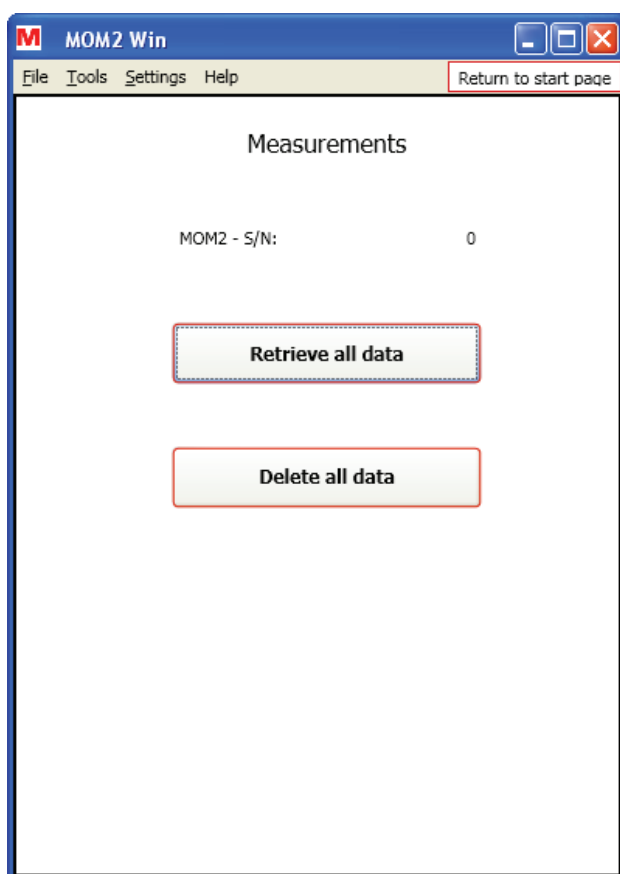 M MOM2 Win
File Tools Settings Help Return to start page
Measurements
MOM2 - S/N: 0
Retrieve all data
Delete all data